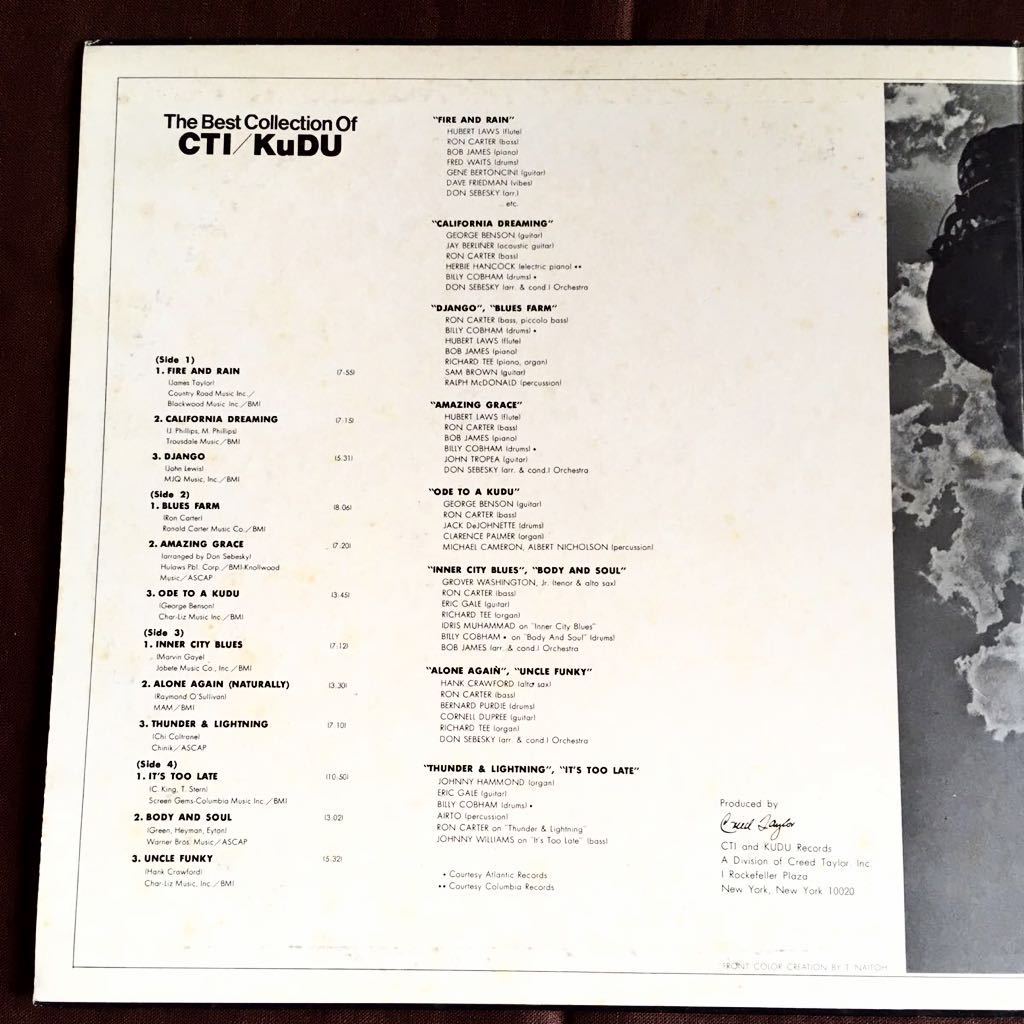 The Best Collection Of
CTI/KuDU
(Side 1)
1. FIRE AND RAIN (7:55)
(James Taylor)
Country Road Music Inc./
Blackwood Music Inc./BMI
2. CALIFORNIA DREAMING (7:15)
(J. Phillips, M. Phillips)
Trousdale Music/BMI
3. DJANGO (5:31)
(John Lewis)
MJQ Music, Inc./BMI
(Side 2)
1. BLUES FARM (8:06)
(Ron Carter)
Ronald Carter Music Co./BMI
2. AMAZING GRACE (7:20)
(arranged by Don Sebesky)
Hulaws Pbl. Corp./BMI-Knollwood
Music/ASCAP
3. ODE TO A KUDU (3:45)
(George Benson)
Char-Liz Music Inc./BMI
(Side 3)
1. INNER CITY BLUES (7:12)
(Marvin Gaye)
Jobete Music Co., Inc./BMI
2. ALONE AGAIN (NATURALLY) (3:30)
(Raymond O'Sullivan)
MAM/BMI
3. THUNDER & LIGHTNING (7:10)
(Chi Coltrane)
Chinik/ASCAP
(Side 4)
1. IT'S TOO LATE (10:50)
(C. King, T. Stern)
Screen Gems-Columbia Music Inc./BMI
2. BODY AND SOUL (3:02)
(Green, Heyman, Eyton)
Warner Bros. Music/ASCAP
3. UNCLE FUNKY (5:32)
(Hank Crawford)
Char-Liz Music, Inc./BMI
"FIRE AND RAIN"
HUBERT LAWS (flute)
RON CARTER (bass)
BOB JAMES (piano)
FRED WAITS (drums)
GENE BERTONCINI (guitar)
DAVE FRIEDMAN (vibes)
DON SEBESKY (arr.)
...etc.
"CALIFORNIA DREAMING"
GEORGE BENSON (guitar)
JAY BERLINER (acoustic guitar)
RON CARTER (bass)
HERBIE HANCOCK (electric piano) ••
BILLY COBHAM (drums) •
DON SEBESKY (arr. & cond.) Orchestra
"DJANGO", "BLUES FARM"
RON CARTER (bass, piccolo bass)
BILLY COBHAM (drums) •
HUBERT LAWS (flute)
BOB JAMES (piano)
RICHARD TEE (piano, organ)
SAM BROWN (guitar)
RALPH McDONALD (percussion)
"AMAZING GRACE"
HUBERT LAWS (flute)
RON CARTER (bass)
BOB JAMES (piano)
BILLY COBHAM (drums) •
JOHN TROPEA (guitar)
DON SEBESKY (arr. & cond.) Orchestra
"ODE TO A KUDU"
GEORGE BENSON (guitar)
RON CARTER (bass)
JACK DeJOHNETTE (drums)
CLARENCE PALMER (organ)
MICHAEL CAMERON, ALBERT NICHOLSON (percussion)
"INNER CITY BLUES", "BODY AND SOUL"
GROVER WASHINGTON, Jr. (tenor & alto sax)
RON CARTER (bass)
ERIC GALE (guitar)
RICHARD TEE (organ)
IDRIS MUHAMMAD on "Inner City Blues"
BILLY COBHAM • on "Body And Soul" (drums)
BOB JAMES (arr. & cond.) Orchestra
"ALONE AGAIN", "UNCLE FUNKY"
HANK CRAWFORD (alto sax)
RON CARTER (bass)
BERNARD PURDIE (drums)
CORNELL DUPREE (guitar)
RICHARD TEE (organ)
DON SEBESKY (arr. & cond.) Orchestra
"THUNDER & LIGHTNING", "IT'S TOO LATE"
JOHNNY HAMMOND (organ)
ERIC GALE (guitar)
BILLY COBHAM (drums) •
AIRTO (percussion)
RON CARTER on "Thunder & Lightning"
JOHNNY WILLIAMS on "It's Too Late" (bass)
• Courtesy Atlantic Records
•• Courtesy Columbia Records
Produced by
Creed Taylor
CTI and KUDU Records
A Division of Creed Taylor, Inc.
1 Rockefeller Plaza
New York, New York 10020
FRONT COLOR CREATION BY T. NAITOH